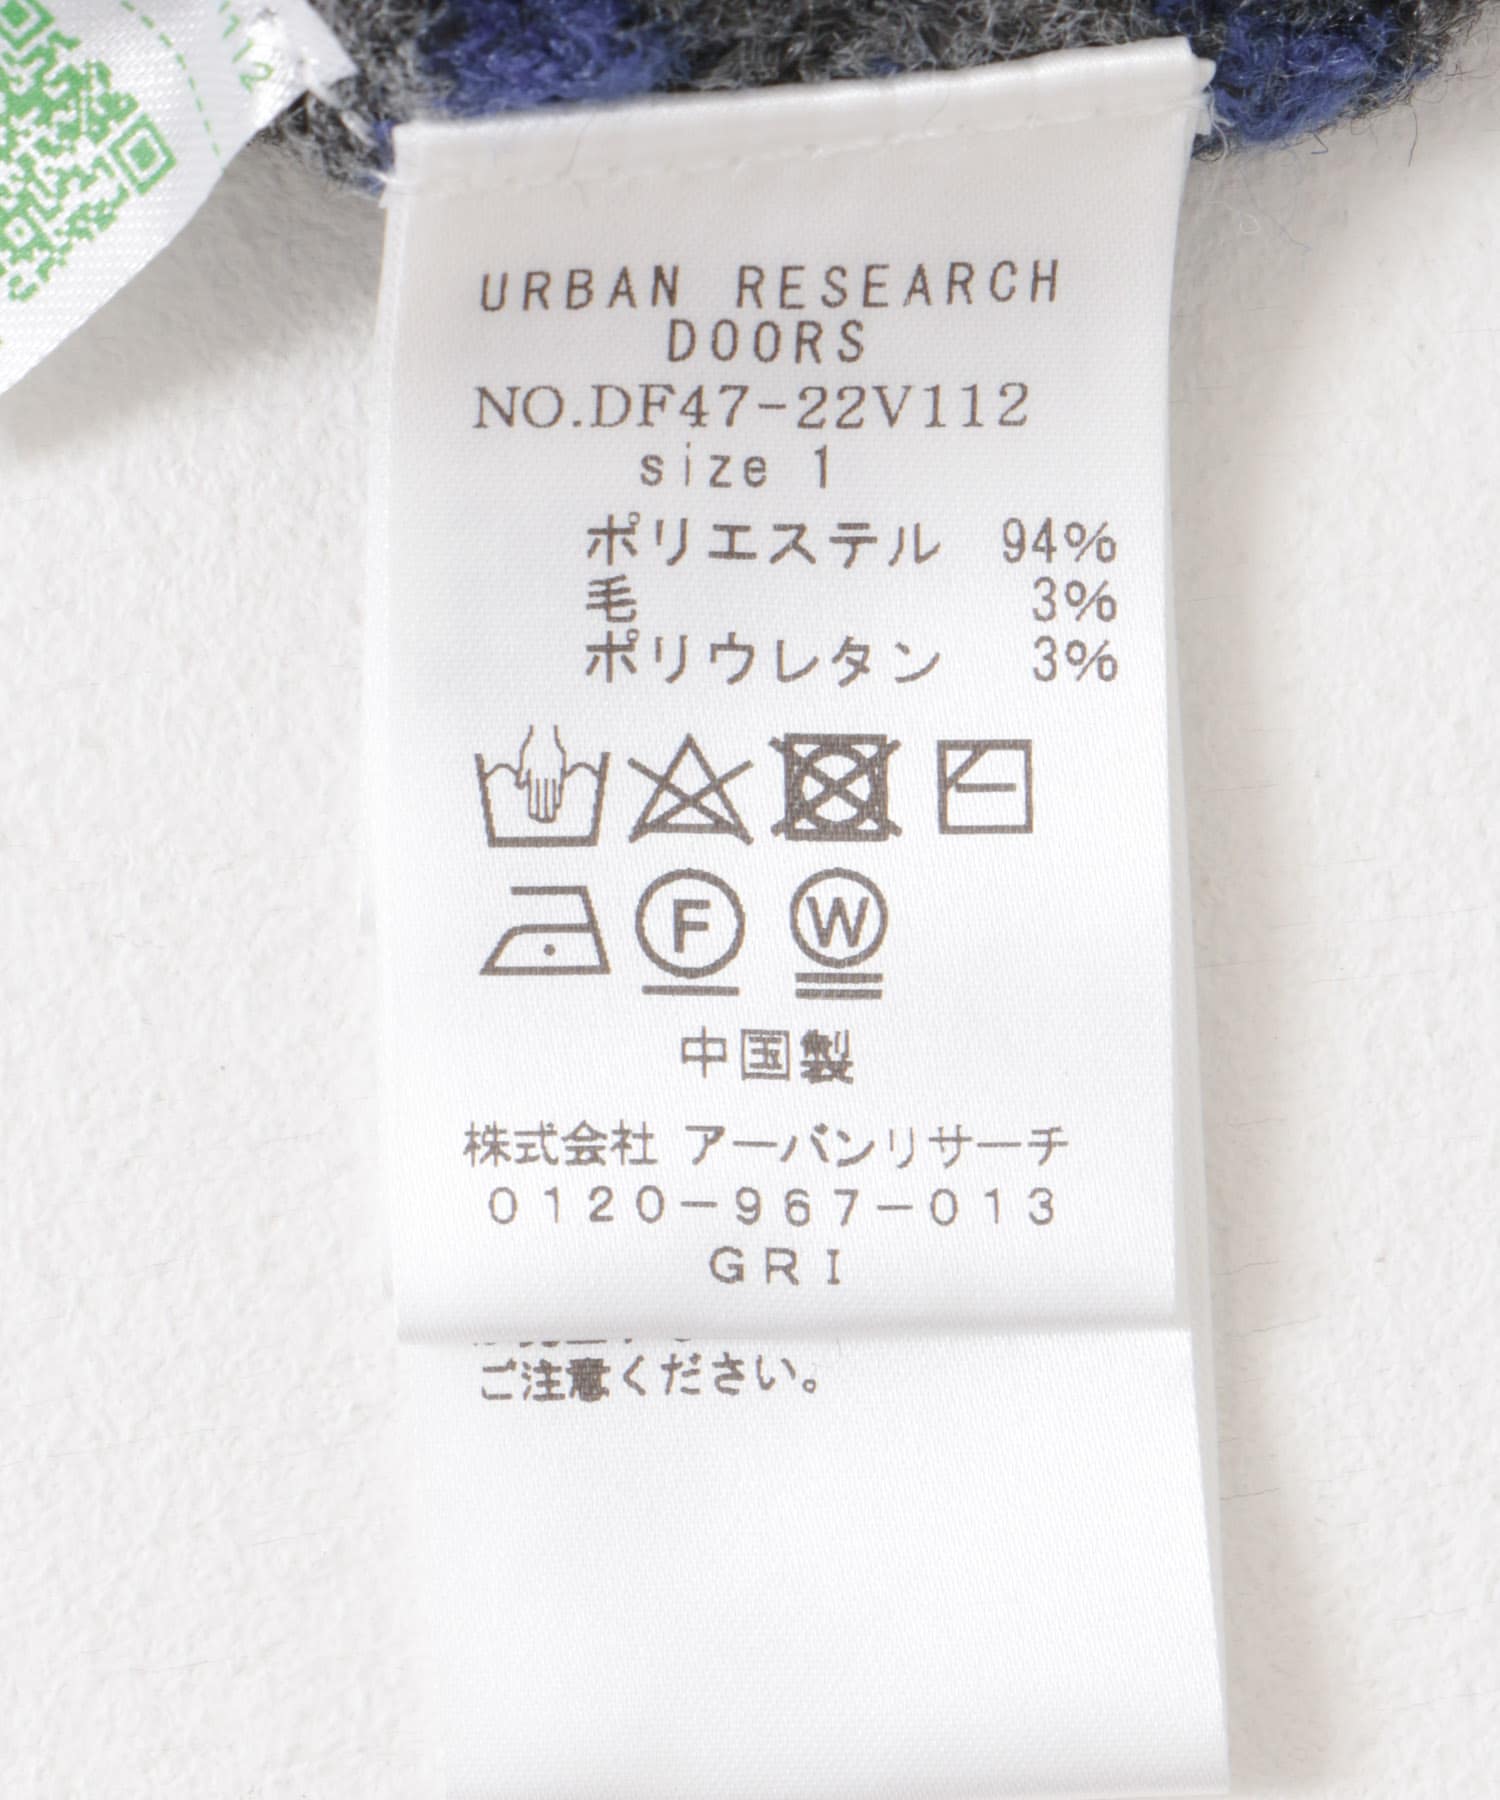 112
URBAN RESEARCH
DOORS
NO.DF47-22V112
size 1
ポリエステル 94%
毛 3%
ポリウレタン 3%
F W
中国製
株式会社 アーバンリサーチ
0120-967-013
GRI
ご注意ください。